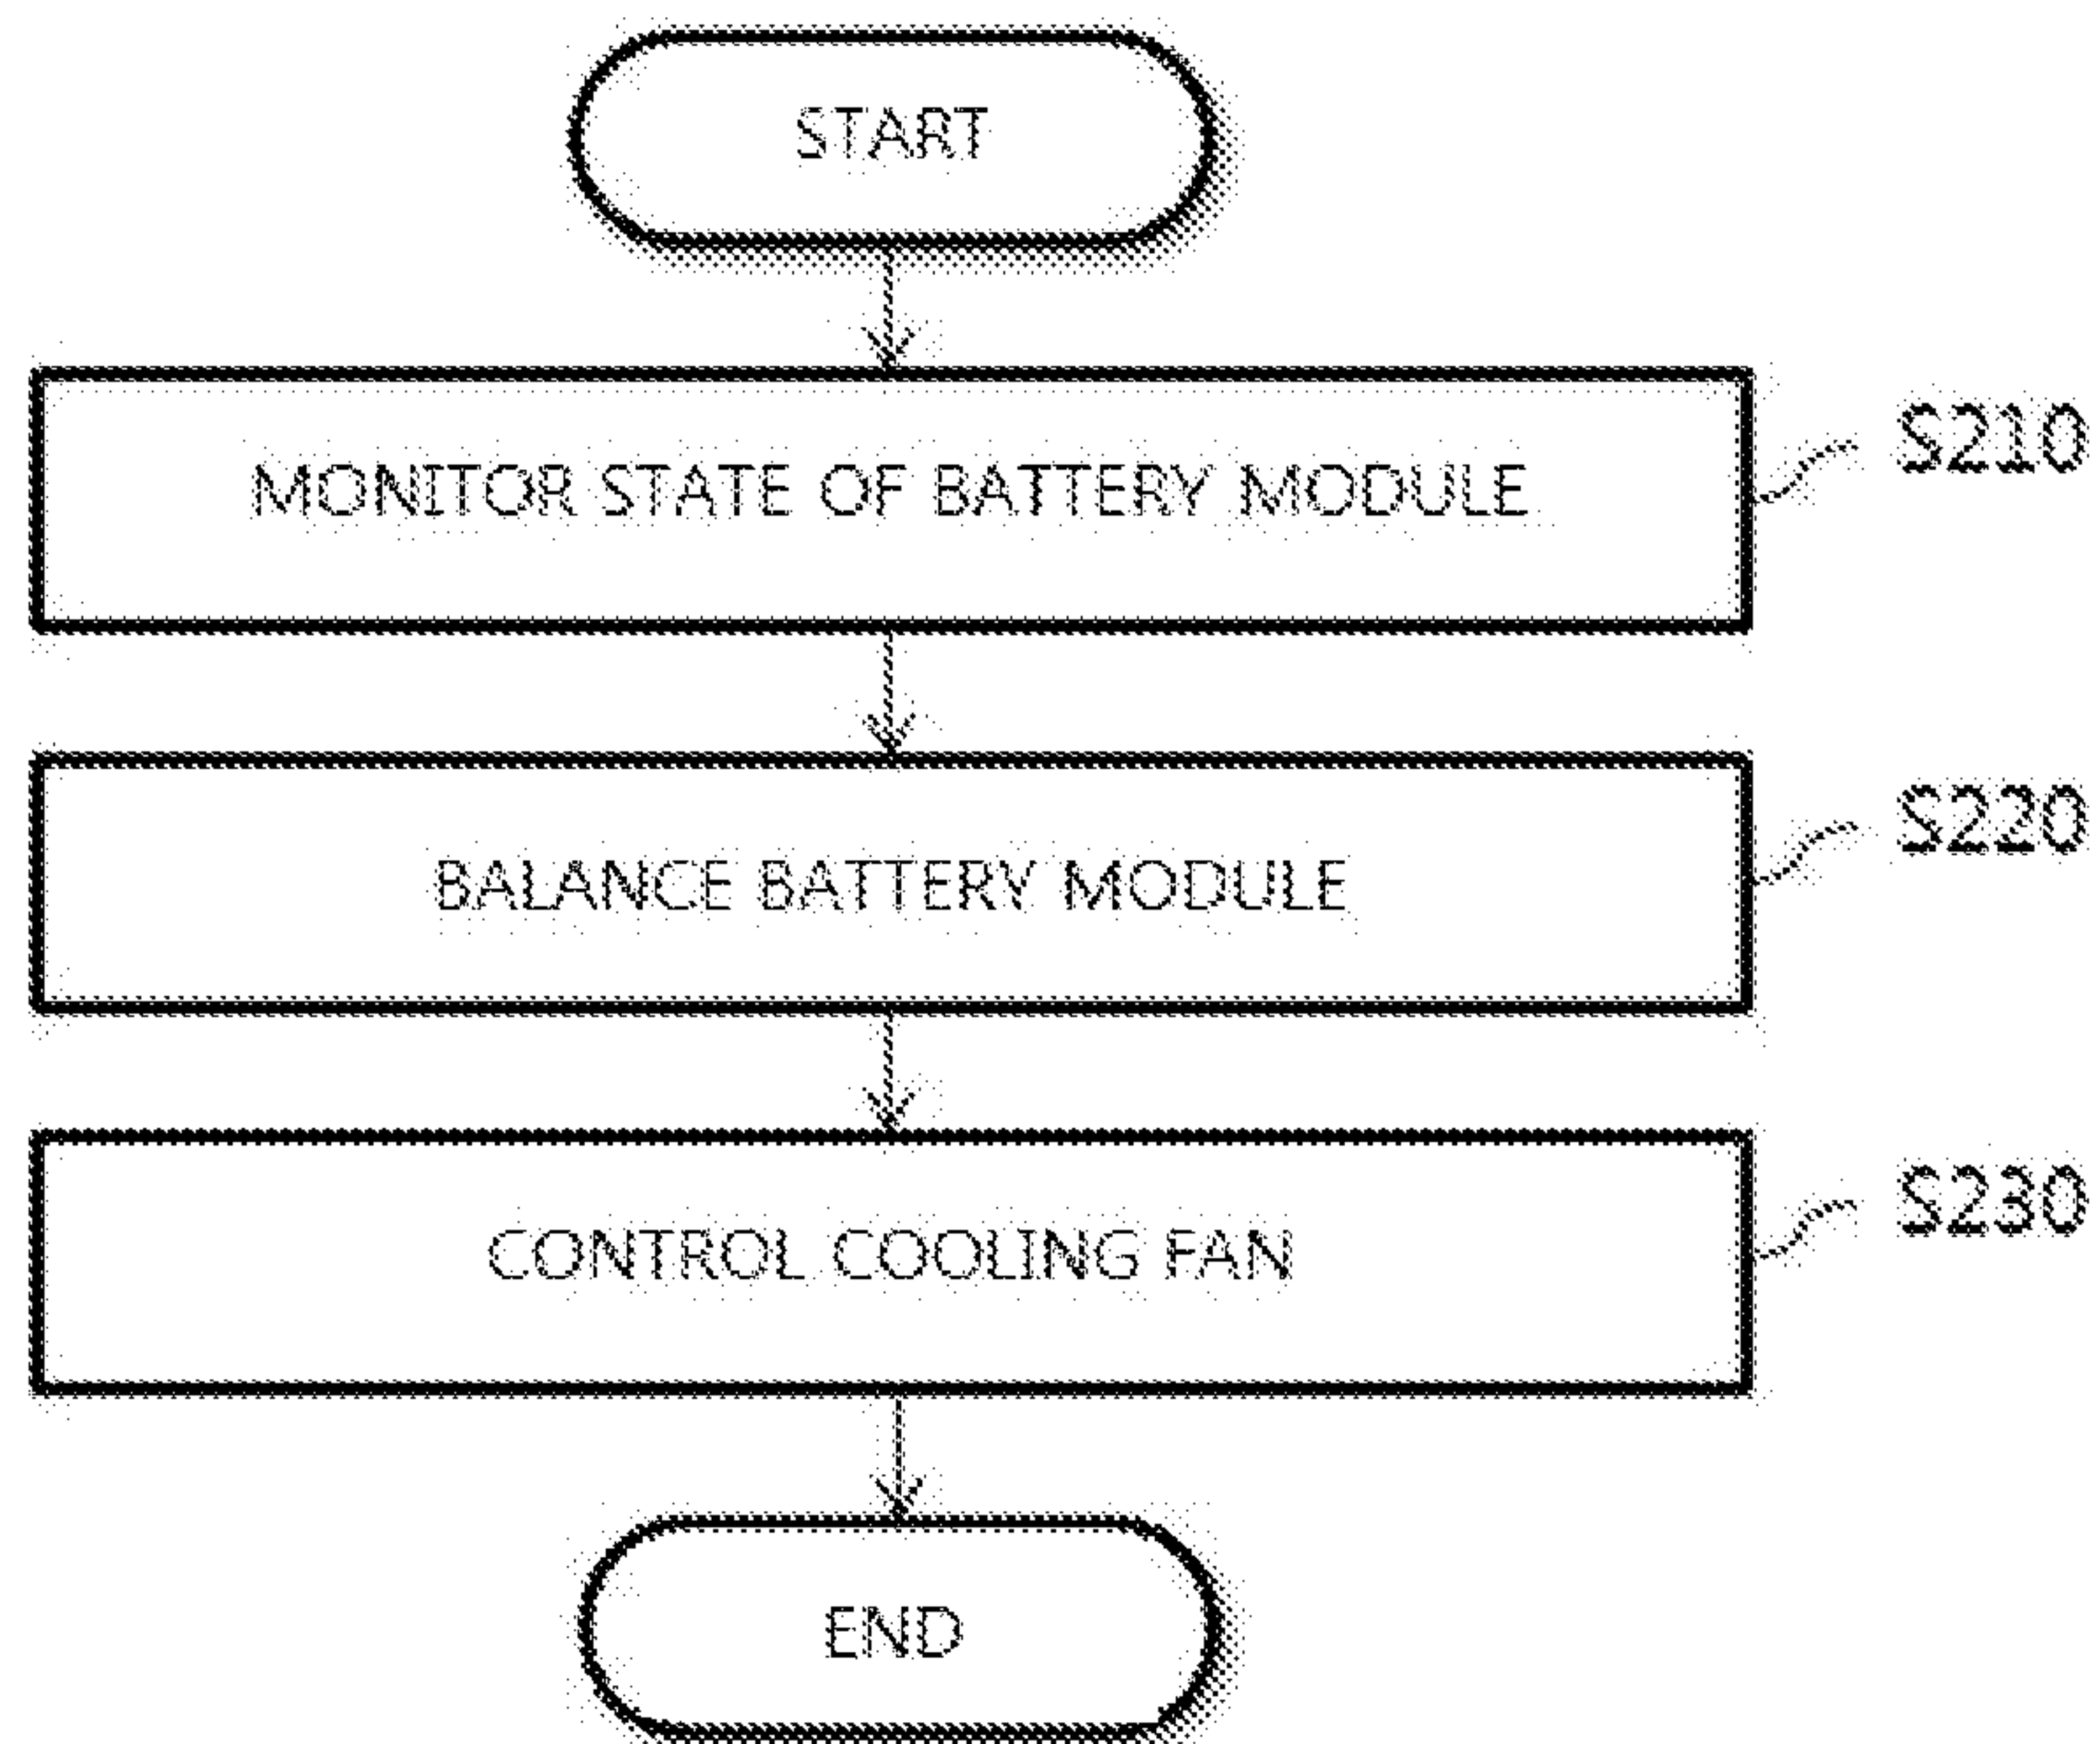 START
MONITOR STATE OF BATTERY MODULE
S210
BALANCE BATTERY MODULE
S220
CONTROL COOLING FAN
S230
END